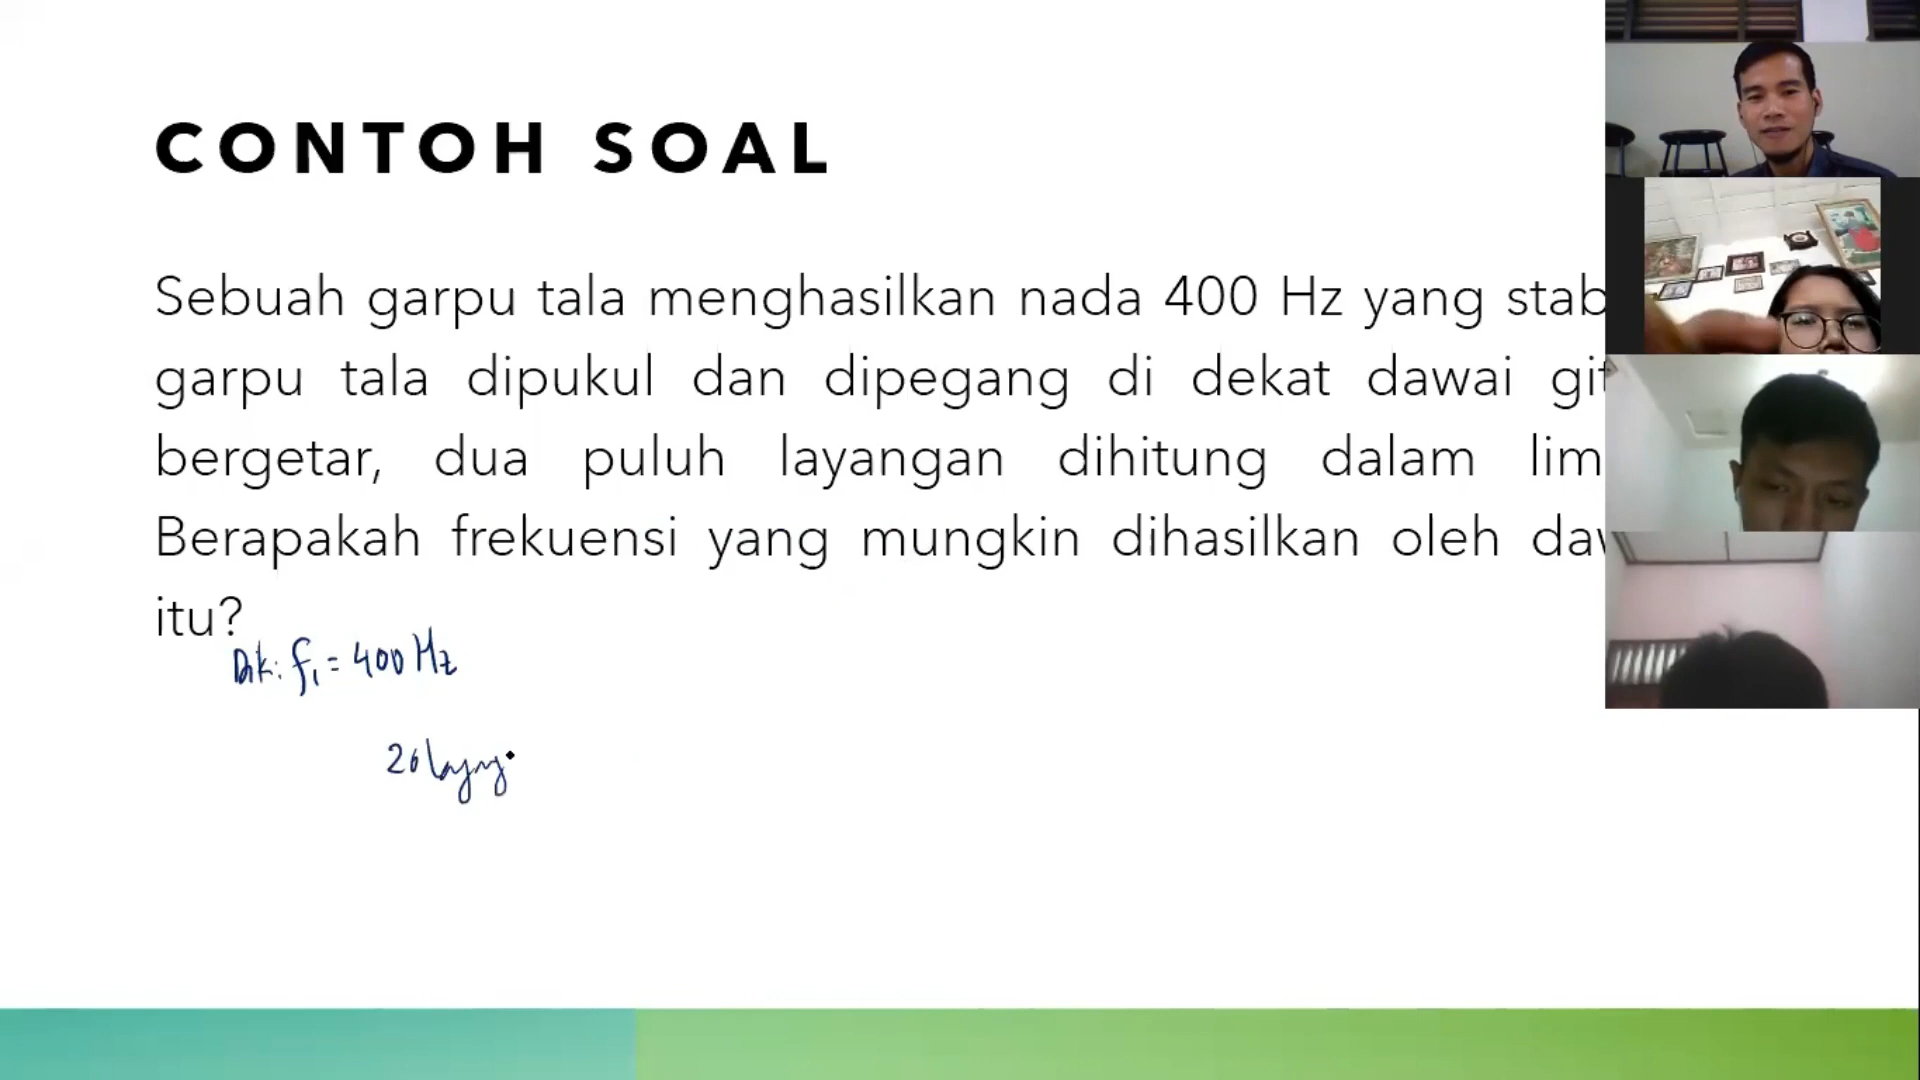 CONTOH SOAL
Sebuah garpu tala menghasilkan nada 400 Hz yang stab
garpu tala dipukul dan dipegang di dekat dawai git
bergetar, dua puluh layangan dihitung dalam lim
Berapakah frekuensi yang mungkin dihasilkan oleh daw
itu?
Dik: f₁ = 400 Hz
20